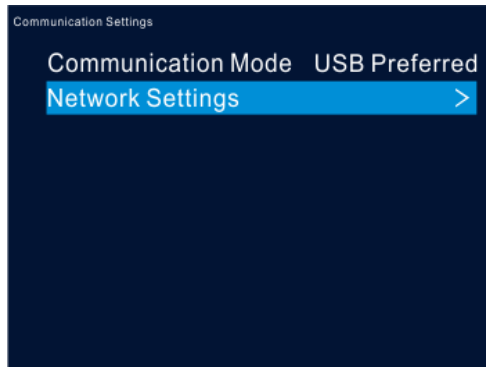 Communication Settings
Communication Mode USB Preferred
Network Settings >